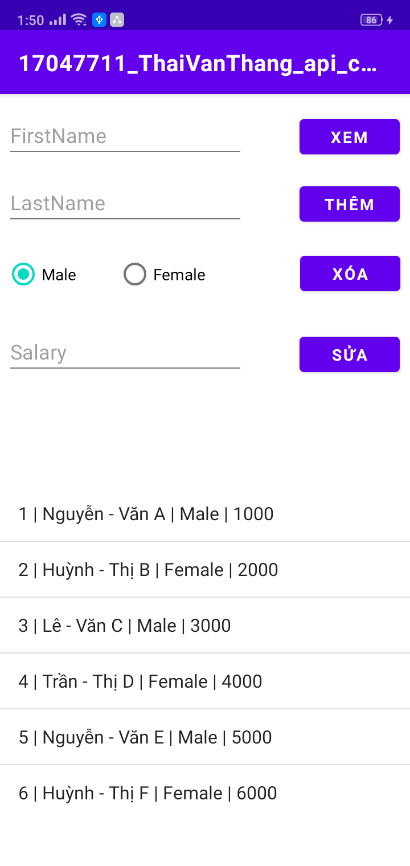 1:50 86
17047711_ThaiVanThang_api_c...
FirstName XEM
LastName THÊM
Male Female XÓA
Salary SỬA
1 | Nguyễn - Văn A | Male | 1000
2 | Huỳnh - Thị B | Female | 2000
3 | Lê - Văn C | Male | 3000
4 | Trần - Thị D | Female | 4000
5 | Nguyễn - Văn E | Male | 5000
6 | Huỳnh - Thị F | Female | 6000